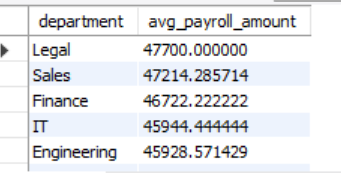 department avg_payroll_amount
Legal 47700.000000
Sales 47214.285714
Finance 46722.222222
IT 45944.444444
Engineering 45928.571429